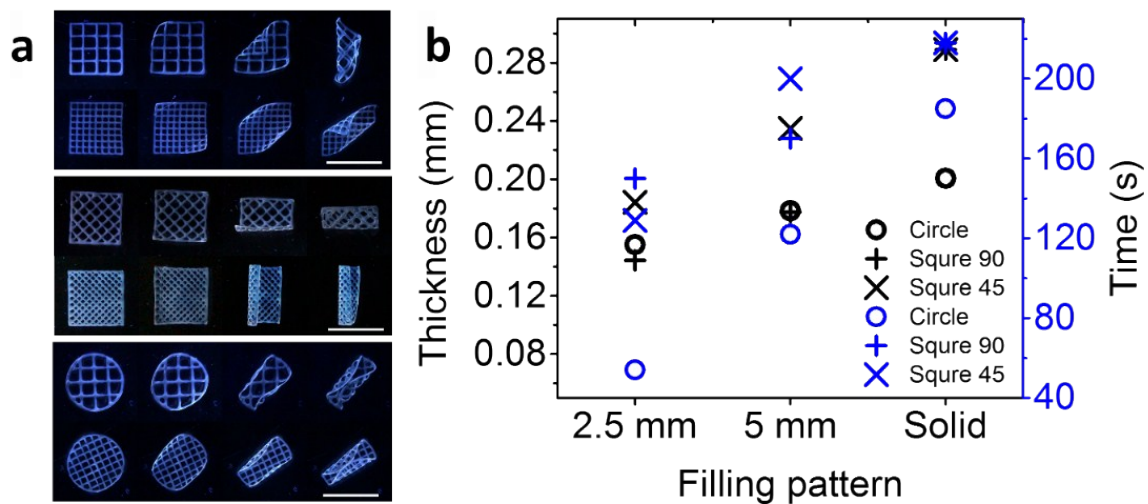 a
b
Thickness (mm)
0.28
0.24
0.20
0.16
0.12
0.08
200
160
120
80
40
Time (s)
Circle
Squre 90
Squre 45
Circle
Squre 90
Squre 45
2.5 mm 5 mm Solid
Filling pattern